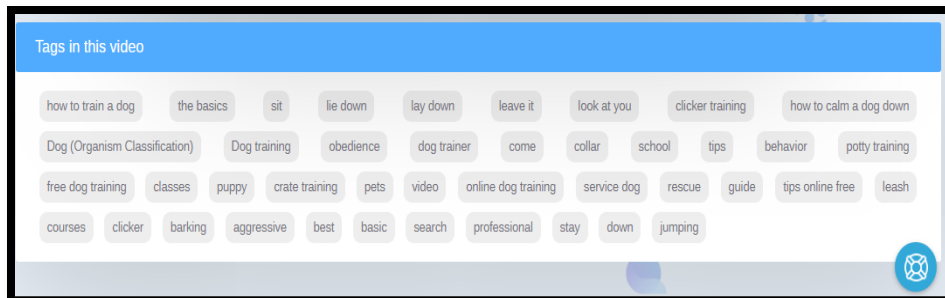 Tags in this video
how to train a dog the basics sit lie down lay down leave it look at you clicker training how to calm a dog down
Dog (Organism Classification) Dog training obedience dog trainer come collar school tips behavior potty training
free dog training classes puppy crate training pets video online dog training service dog rescue guide tips online free leash
courses clicker barking aggressive best basic search professional stay down jumping